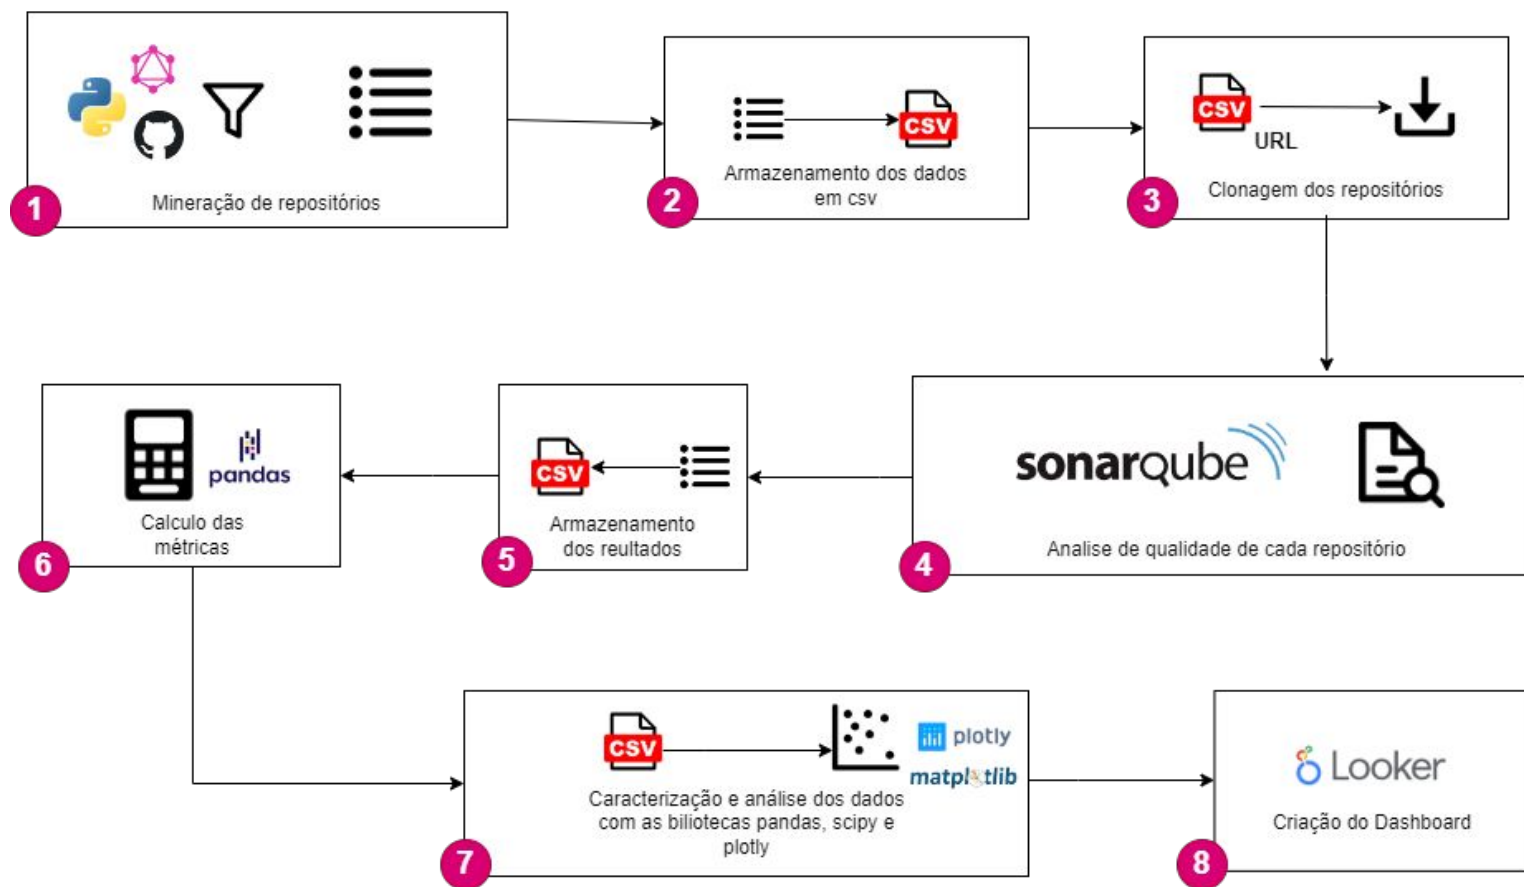 Mineração de repositórios
1
CSV
Armazenamento dos dados
em csv
2
CSV
URL
Clonagem dos repositórios
3
sonarqube
Analise de qualidade de cada repositório
4
CSV
Armazenamento
dos reultados
5
pandas
Calculo das
métricas
6
CSV
plotly
matplotlib
Caracterização e análise dos dados
com as biliotecas pandas, scipy e
plotly
7
Looker
Criação do Dashboard
8